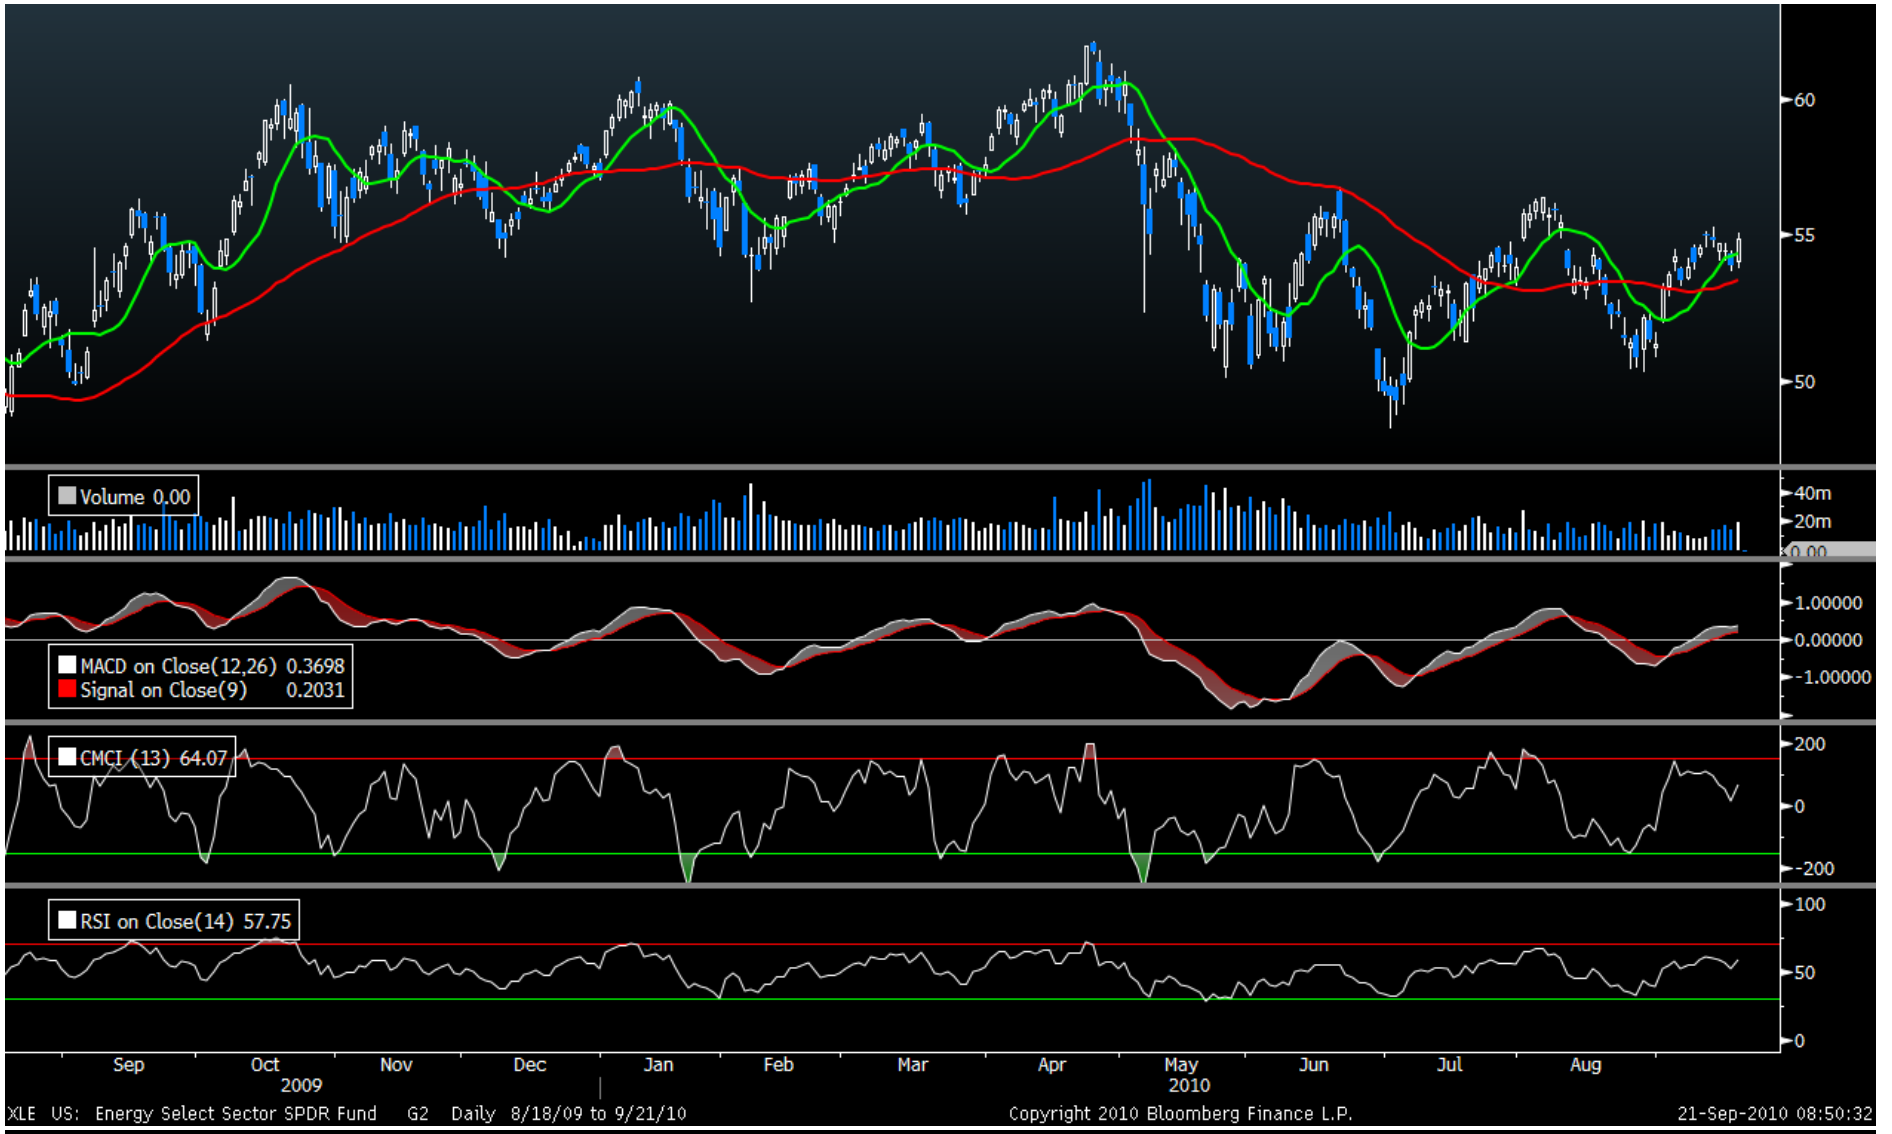 60
55
50
Volume 0.00
40m
20m
0.00
1.00000
0.00000
-1.00000
MACD on Close(12,26) 0.3698
Signal on Close(9) 0.2031
CMCI (13) 64.07
200
0
-200
RSI on Close(14) 57.75
100
50
0
Sep Oct Nov Dec Jan Feb Mar Apr May Jun Jul Aug
2009 2010
XLE US: Energy Select Sector SPDR Fund G2 Daily 8/18/09 to 9/21/10 Copyright 2010 Bloomberg Finance L.P. 21-Sep-2010 08:50:32